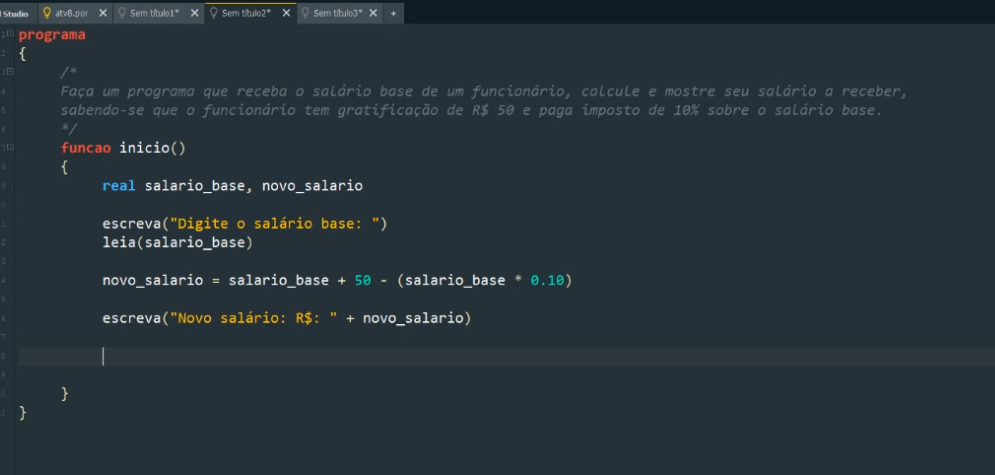 Studio atv8.por Sem título1* Sem título2* Sem título3* +
programa
{
/*
Faça um programa que receba o salário base de um funcionário, calcule e mostre seu salário a receber,
sabendo-se que o funcionário tem gratificação de R$ 50 e paga imposto de 10% sobre o salário base.
*/
funcao inicio()
{
real salario_base, novo_salario
escreva("Digite o salário base: ")
leia(salario_base)
novo_salario = salario_base + 50 - (salario_base * 0.10)
escreva("Novo salário: R$: " + novo_salario)
}
}